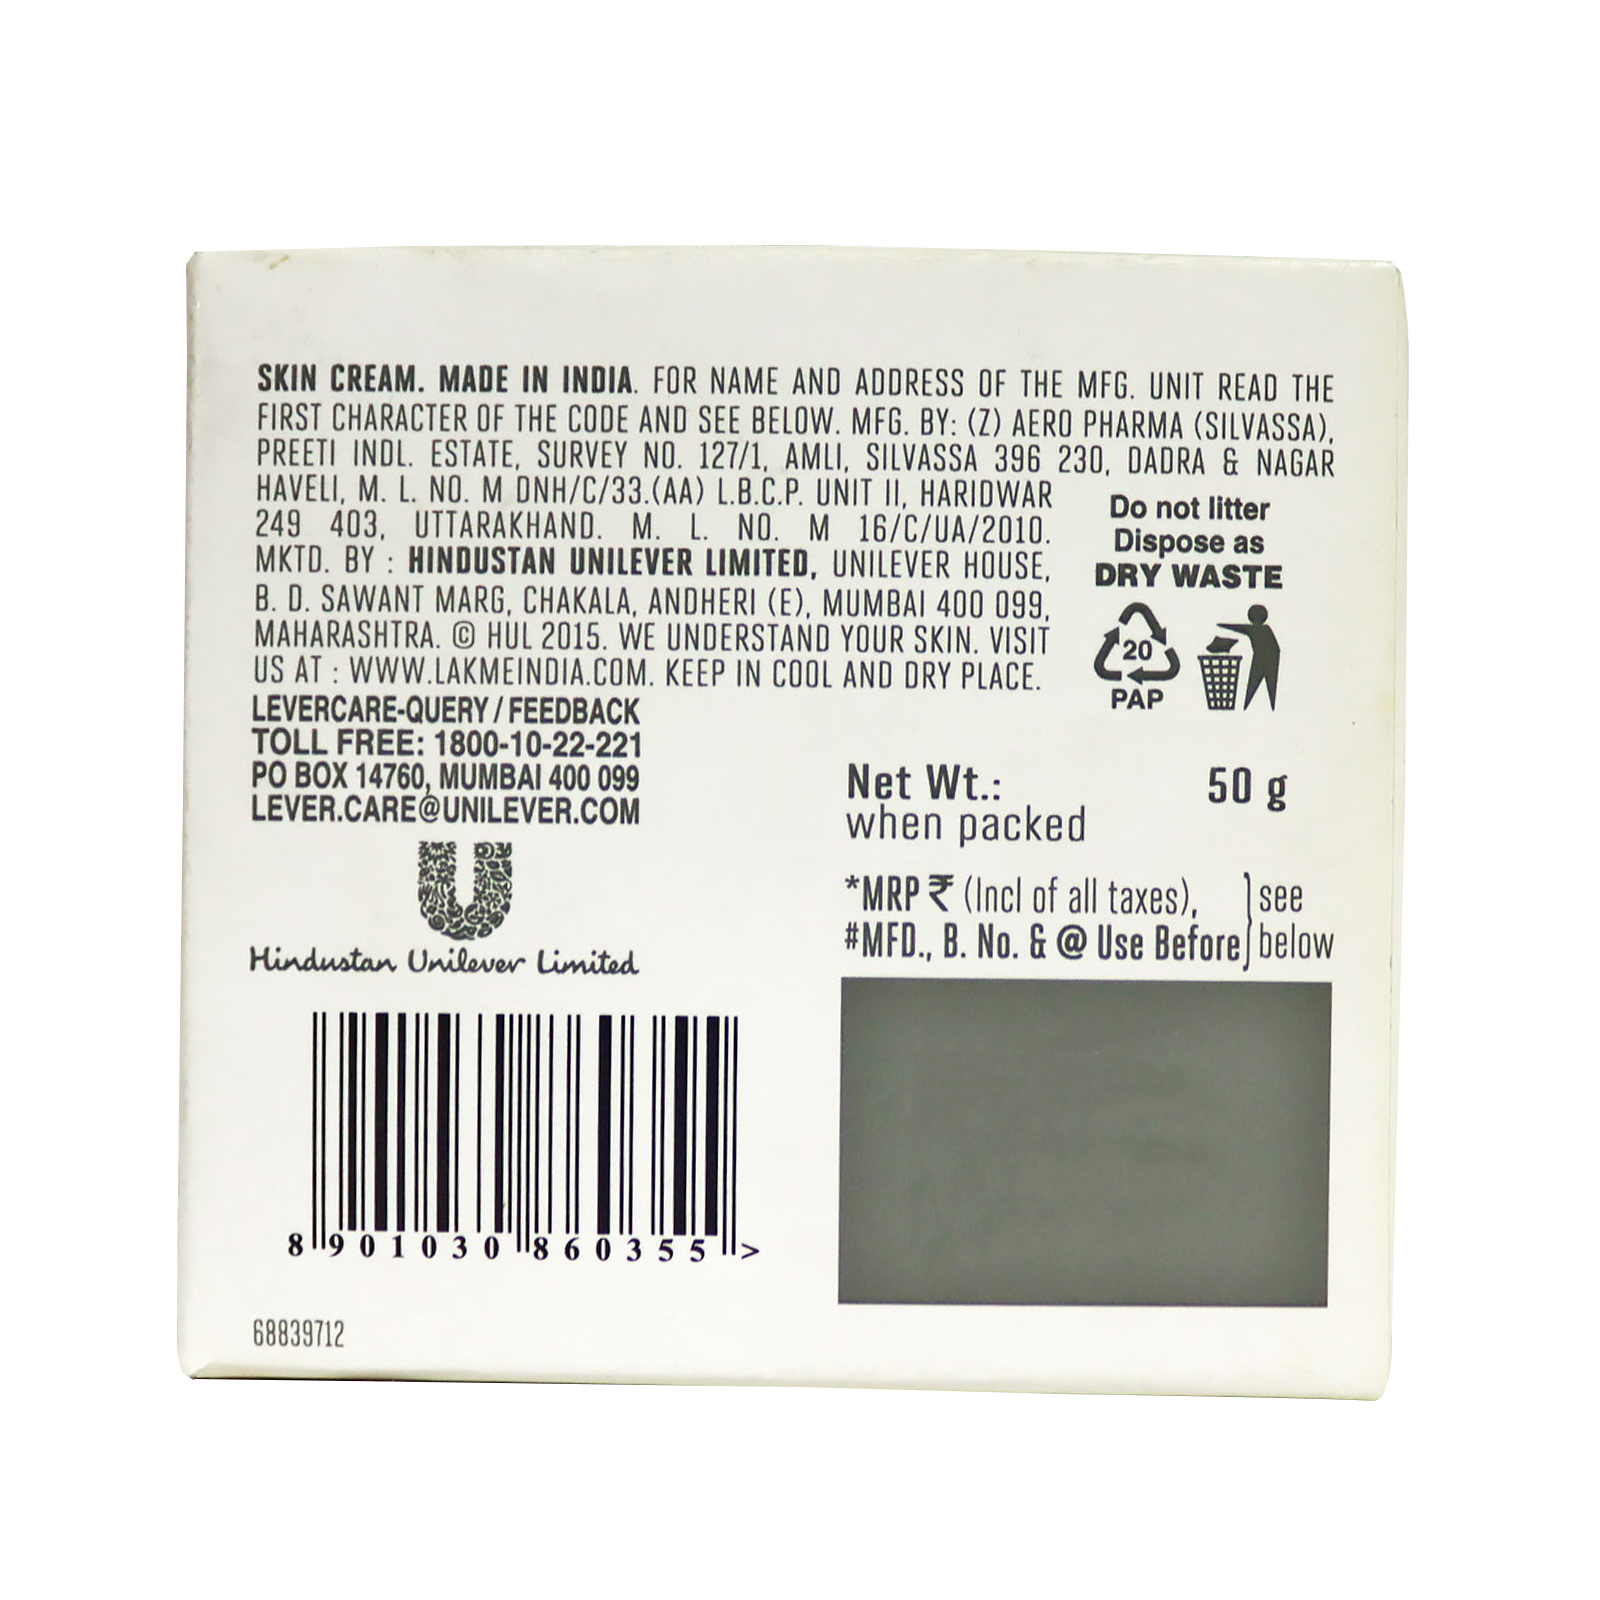 SKIN CREAM. MADE IN INDIA. FOR NAME AND ADDRESS OF THE MFG. UNIT READ THE
FIRST CHARACTER OF THE CODE AND SEE BELOW. MFG. BY: (Z) AERO PHARMA (SILVASSA),
PREETI INDL. ESTATE, SURVEY NO. 127/1, AMLI, SILVASSA 396 230, DADRA & NAGAR
HAVELI, M. L. NO. M DNH/C/33.(AA) L.B.C.P. UNIT II, HARIDWAR
249 403, UTTARAKHAND. M. L. NO. M 16/C/UA/2010.
MKTD. BY : HINDUSTAN UNILEVER LIMITED, UNILEVER HOUSE,
B. D. SAWANT MARG, CHAKALA, ANDHERI (E), MUMBAI 400 099,
MAHARASHTRA. © HUL 2015. WE UNDERSTAND YOUR SKIN. VISIT
US AT : WWW.LAKMEINDIA.COM. KEEP IN COOL AND DRY PLACE.
Do not litter
Dispose as
DRY WASTE
20
PAP
LEVERCARE-QUERY / FEEDBACK
TOLL FREE: 1800-10-22-221
PO BOX 14760, MUMBAI 400 099
LEVER.CARE@UNILEVER.COM
Hindustan Unilever Limited
Net Wt.: 50 g
when packed
*MRP ₹ (Incl of all taxes), see
#MFD., B. No. & @ Use Before below
8 901030 860355 >
68839712